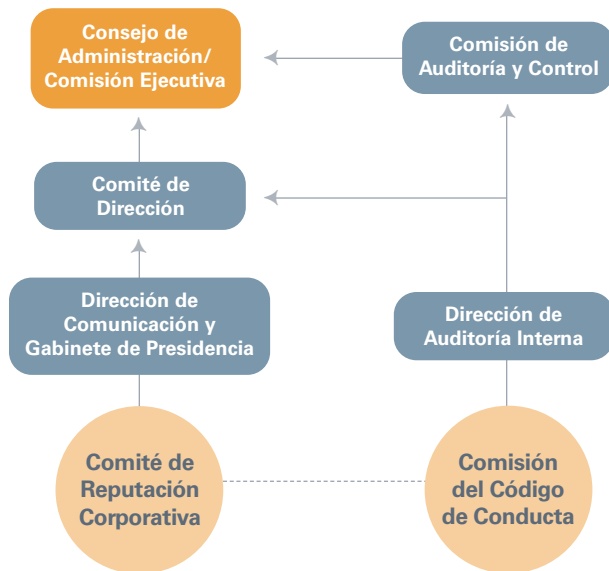 Consejo de
Administración/
Comisión Ejecutiva
Comisión de
Auditoría y Control
Comité de
Dirección
Dirección de
Comunicación y
Gabinete de Presidencia
Dirección de
Auditoría Interna
Comité de
Reputación
Corporativa
Comisión
del Código
de Conducta